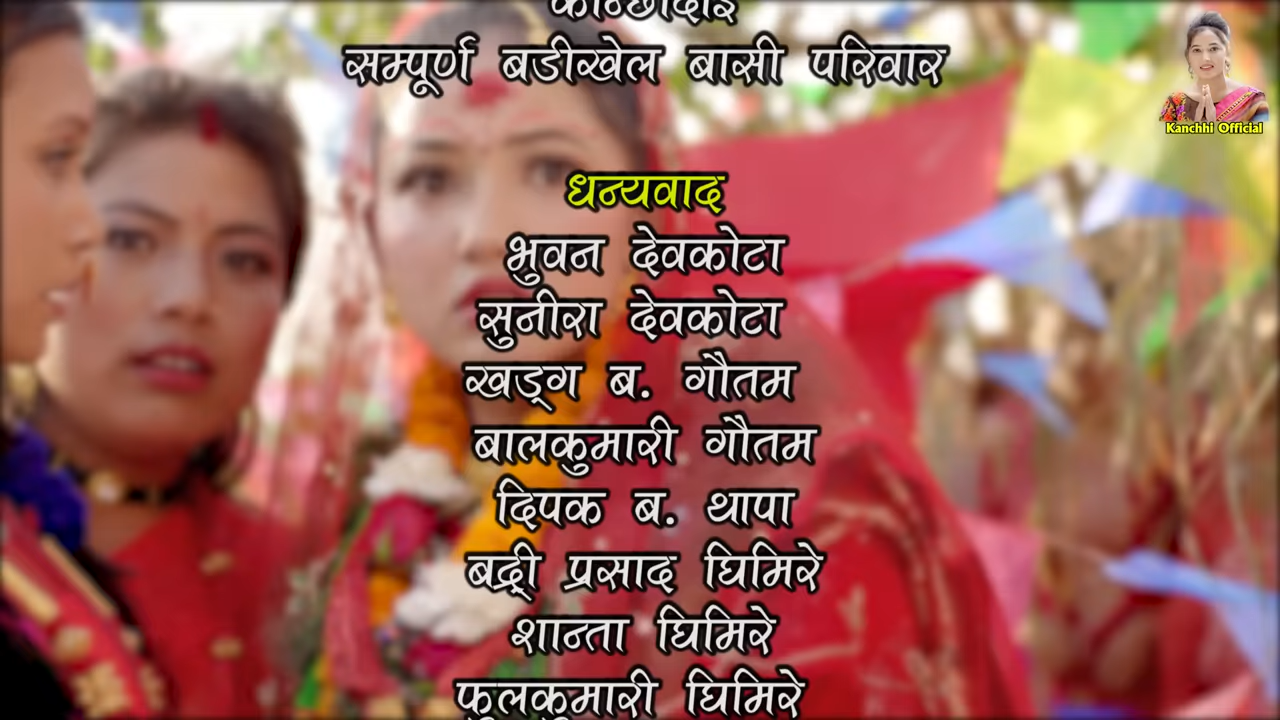 कान्छीदाइ
सम्पूर्ण बडीखेल बासी परिवार
Kanchhi Official
धन्यवाद
भुवन देवकोटा
सुनीरा देवकोटा
खड्ग ब. गौतम
बालकुमारी गौतम
दिपक ब. थापा
बद्री प्रसाद घिमिरे
शान्ता घिमिरे
फुलकुमारी घिमिरे